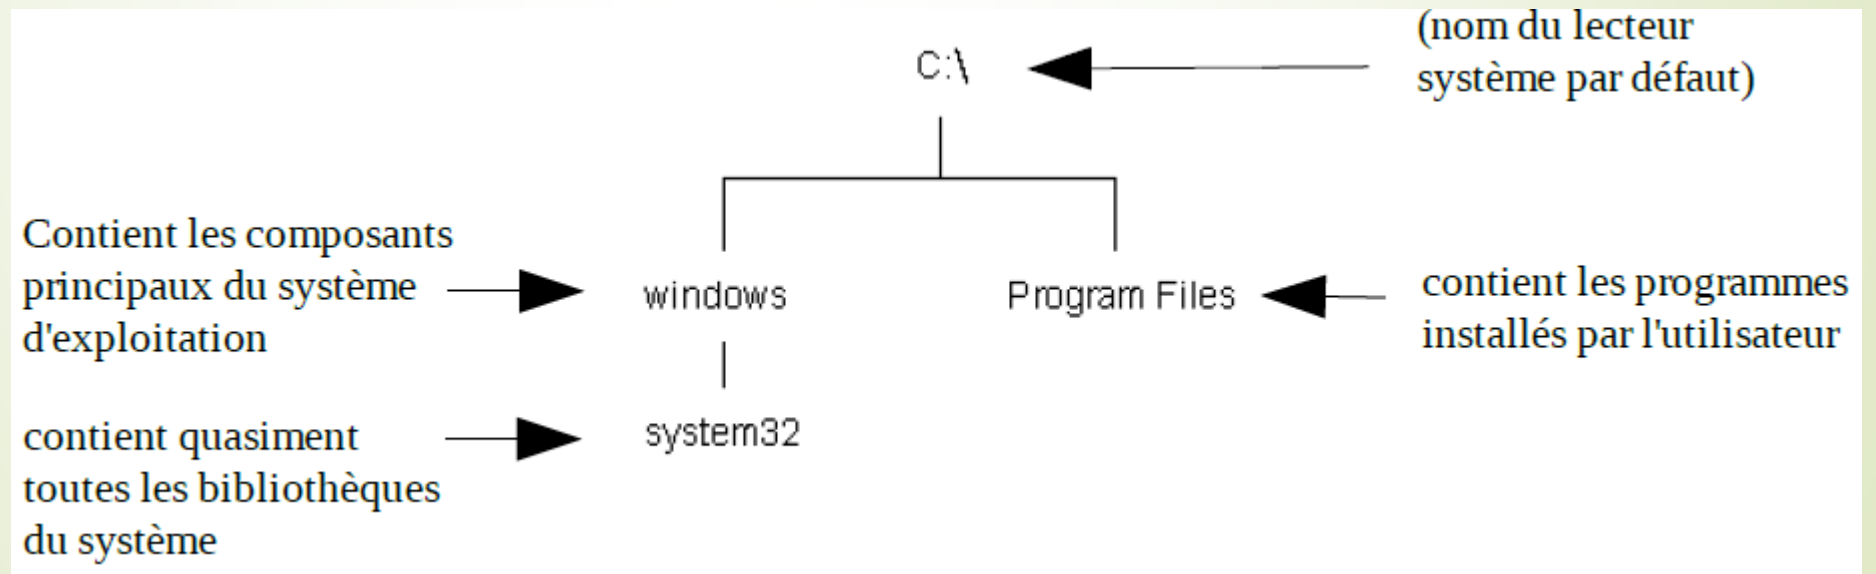 (nom du lecteur
système par défaut)
C:\
Contient les composants
principaux du système
d'exploitation
windows
Program Files
contient les programmes
installés par l'utilisateur
contient quasiment
toutes les bibliothèques
du système
system32